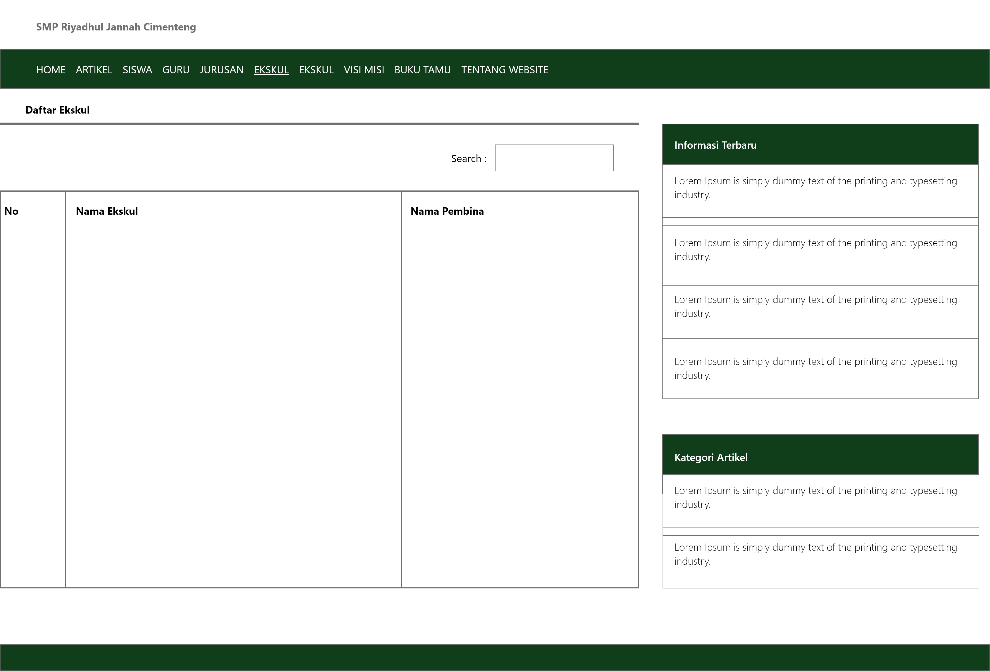 SMP Riyadhul Jannah Cimenteng
HOME ARTIKEL SISWA GURU JURUSAN EKSKUL EKSKUL VISI MISI BUKU TAMU TENTANG WEBSITE
Daftar Ekskul
Search :
No Nama Ekskul Nama Pembina
Informasi Terbaru
Lorem Ipsum is simply dummy text of the printing and typesetting
industry.
Lorem Ipsum is simply dummy text of the printing and typesetting
industry.
Lorem Ipsum is simply dummy text of the printing and typesetting
industry.
Lorem Ipsum is simply dummy text of the printing and typesetting
industry.
Kategori Artikel
Lorem Ipsum is simply dummy text of the printing and typesetting
industry.
Lorem Ipsum is simply dummy text of the printing and typesetting
industry.